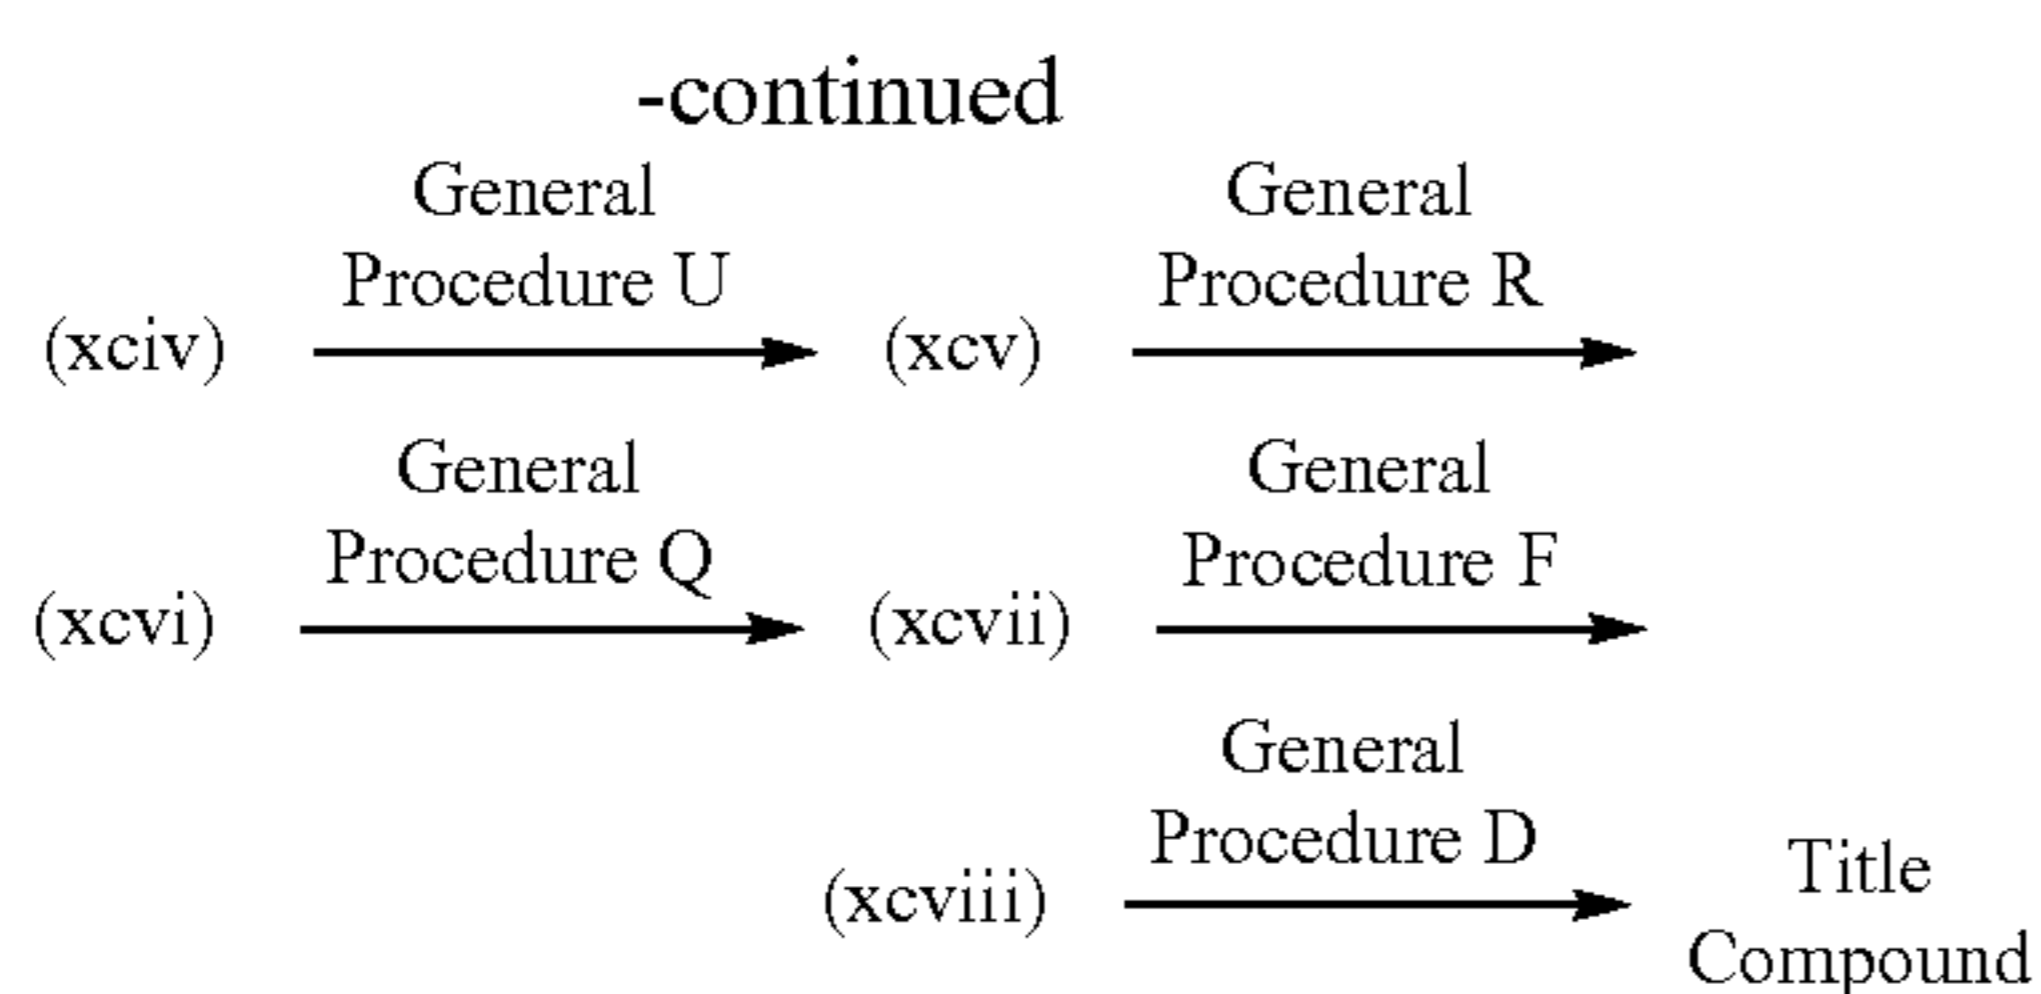 -continued
General
Procedure U
General
Procedure R
(xciv)
(xcv)
General
Procedure Q
General
Procedure F
(xcvi)
(xcvii)
General
Procedure D
(xcviii)
Title
Compound